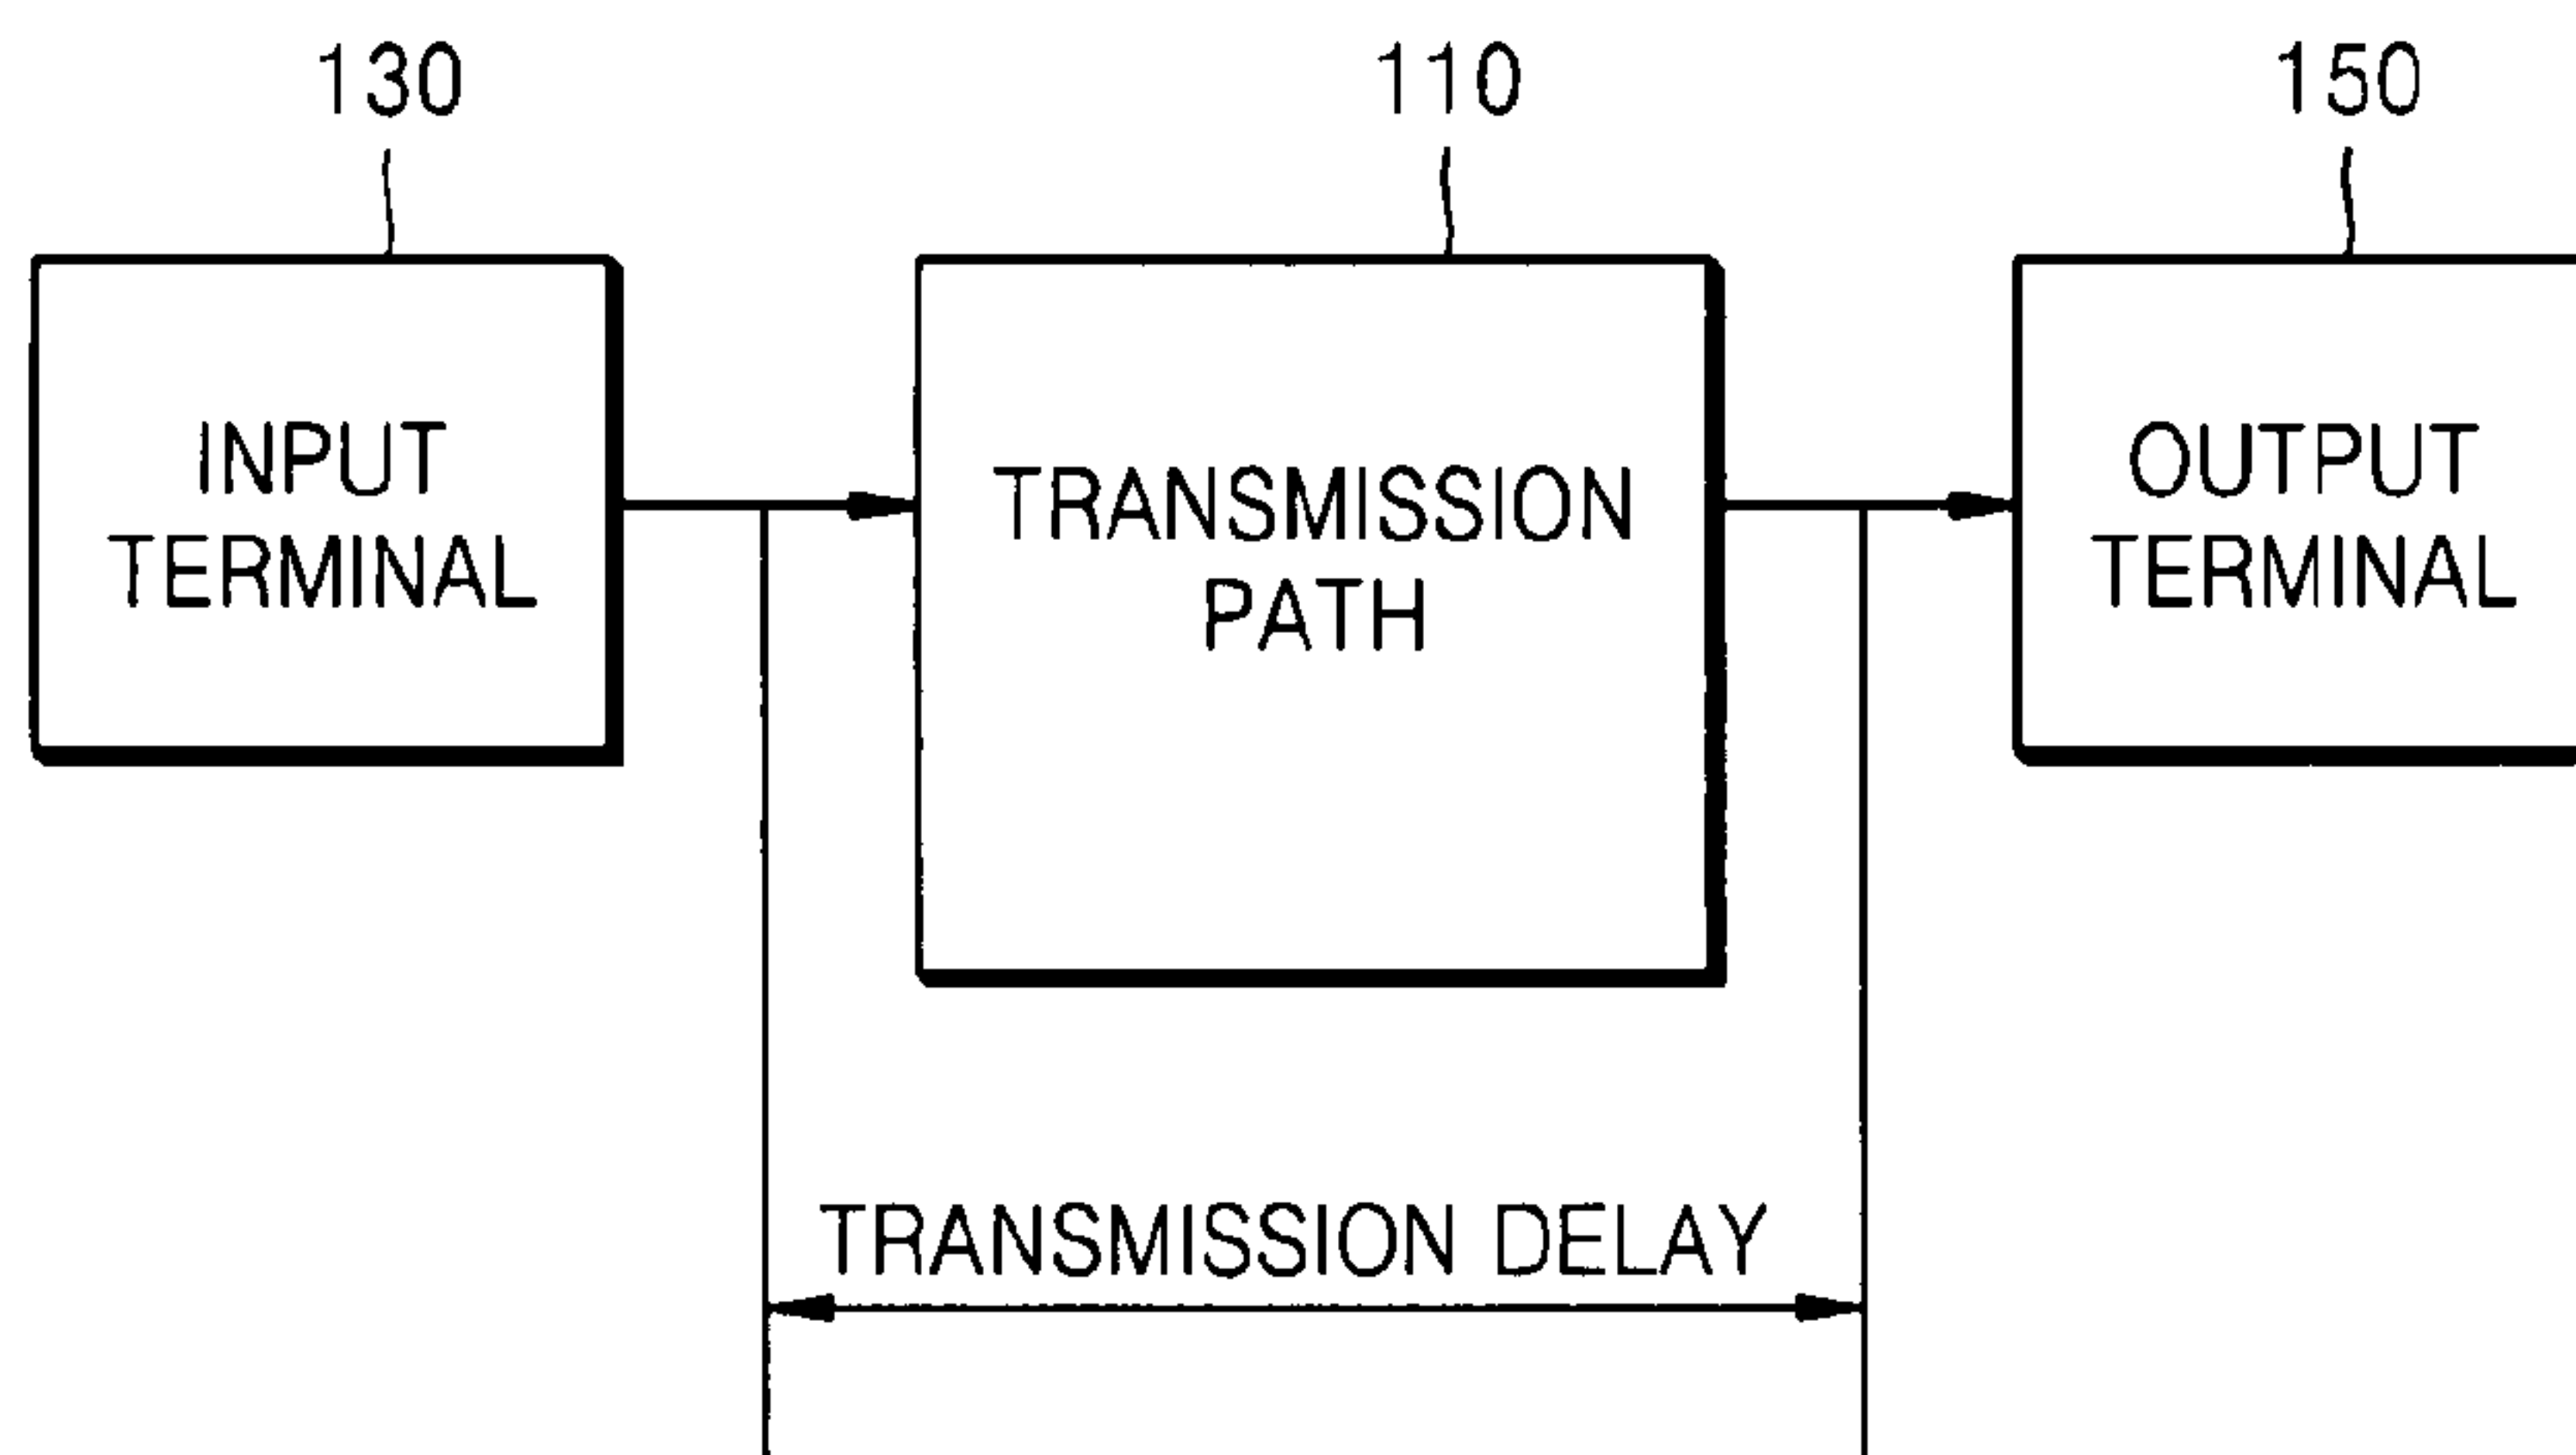 130
110
150
INPUT
TERMINAL
TRANSMISSION
PATH
OUTPUT
TERMINAL
TRANSMISSION DELAY